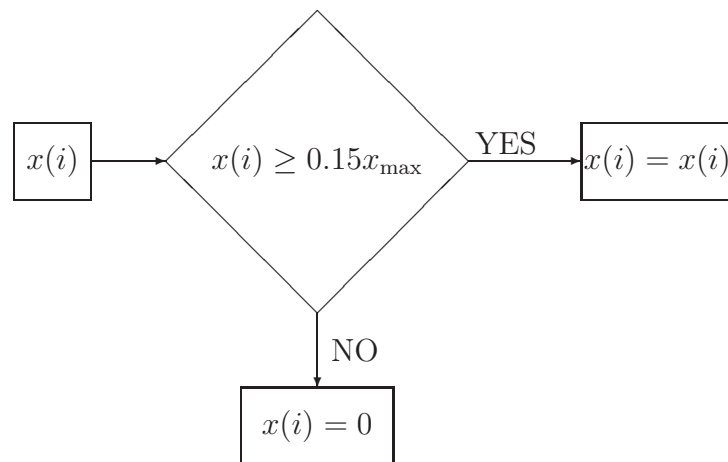 x(i)
x(i) ≥ 0.15x_max
YES
x(i) = x(i)
NO
x(i) = 0